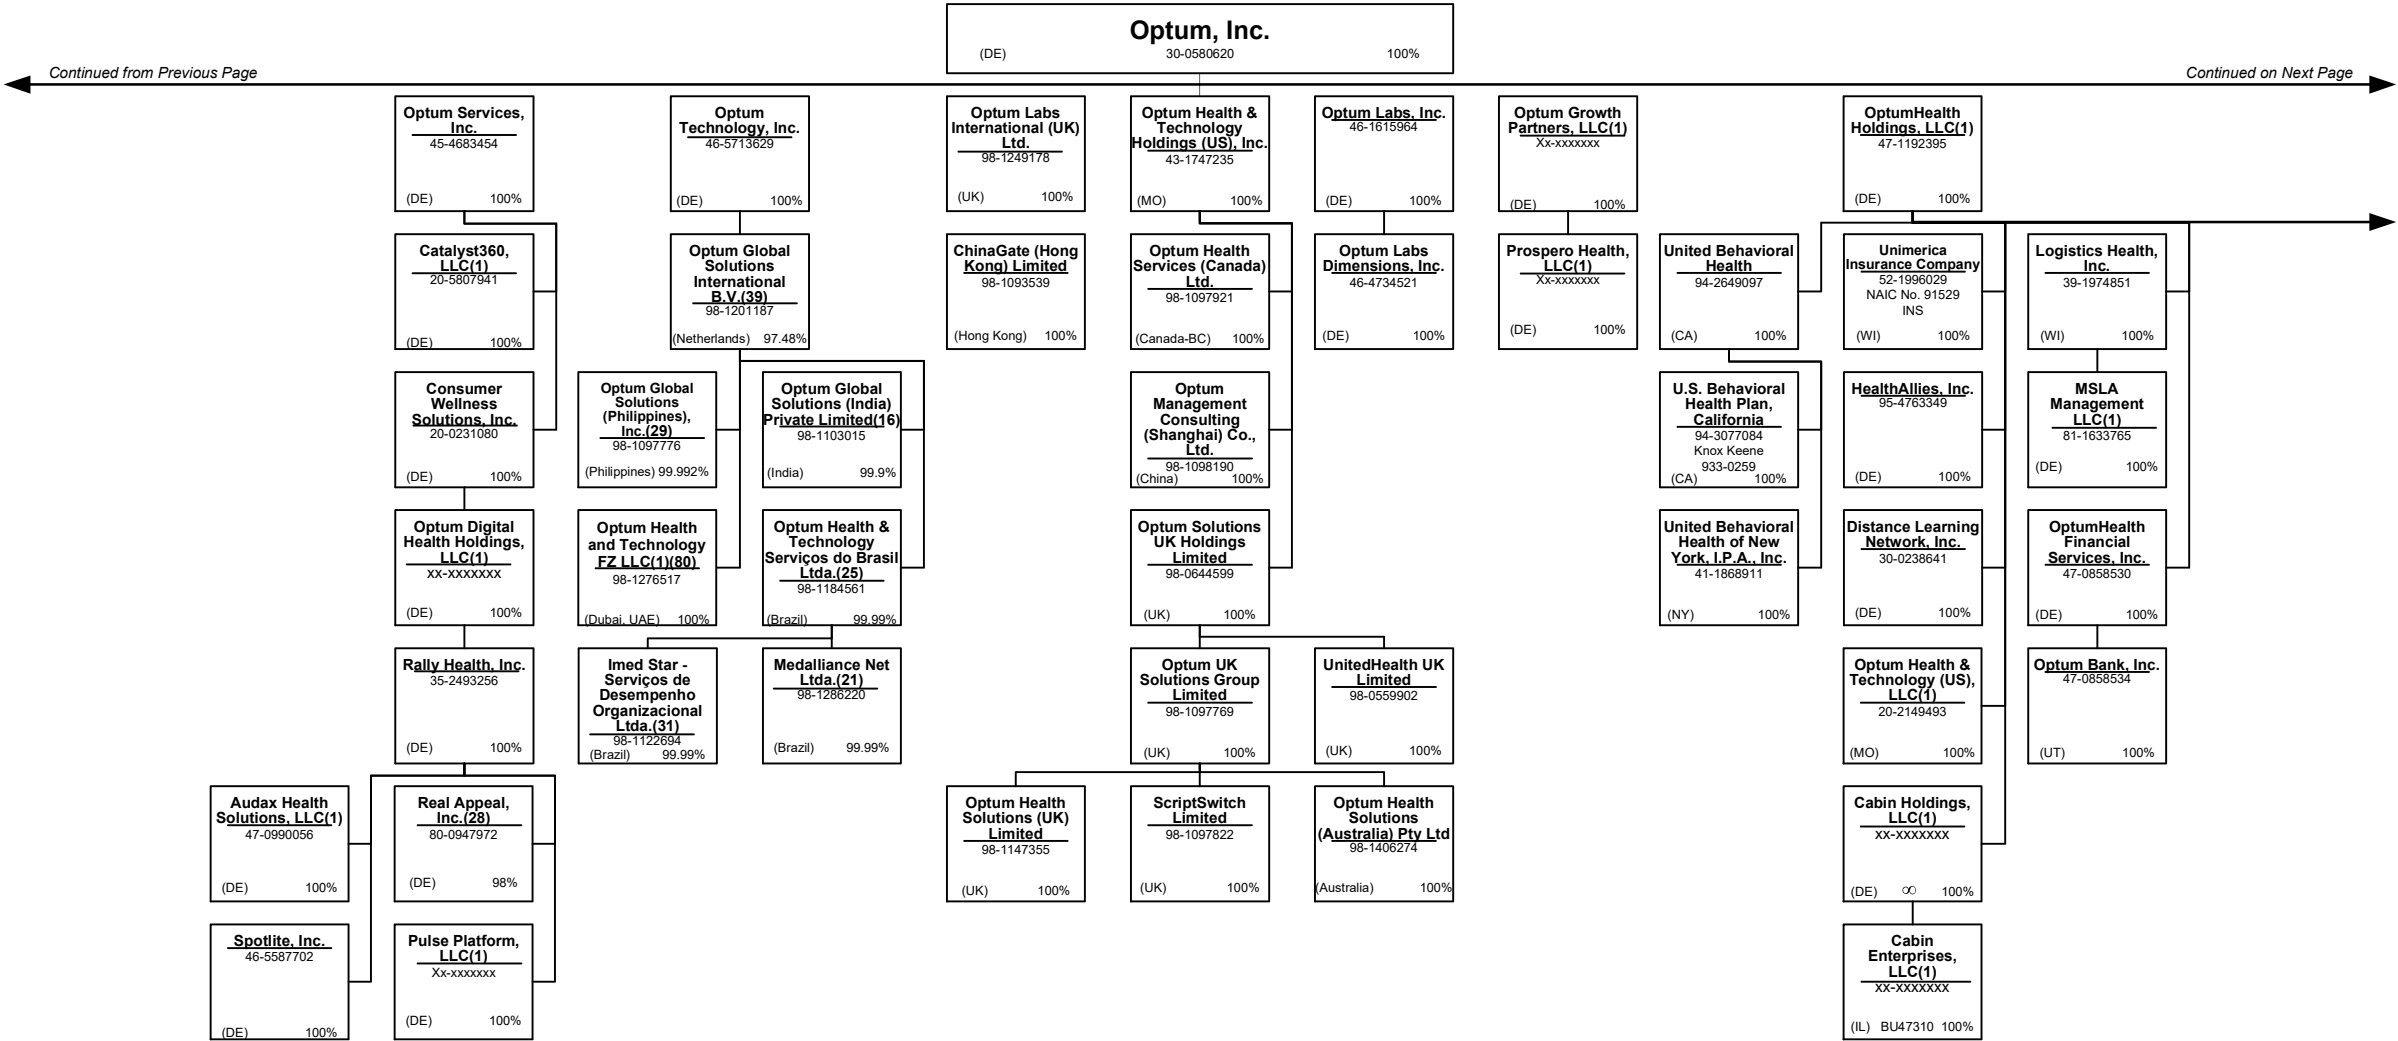 Optum, Inc.
(DE) 30-0580620 100%
Continued from Previous Page
Continued on Next Page
Optum Services,
Inc.
45-4683454
(DE) 100%
Optum
Technology, Inc.
46-5713629
(DE) 100%
Optum Labs
International (UK)
Ltd.
98-1249178
(UK) 100%
Optum Health &
Technology
Holdings (US), Inc.
43-1747235
(MO) 100%
Optum Labs, Inc.
46-1615964
(DE) 100%
Optum Growth
Partners, LLC(1)
Xx-xxxxxxx
(DE) 100%
OptumHealth
Holdings, LLC(1)
47-1192395
(DE) 100%
Catalyst360,
LLC(1)
20-5807941
(DE) 100%
Optum Global
Solutions
International
B.V.(39)
98-1201187
(Netherlands) 97.48%
ChinaGate (Hong
Kong) Limited
98-1093539
(Hong Kong) 100%
Optum Health
Services (Canada)
Ltd.
98-1097921
(Canada-BC) 100%
Optum Labs
Dimensions, Inc.
46-4734521
(DE) 100%
Prospero Health,
LLC(1)
Xx-xxxxxxx
(DE) 100%
United Behavioral
Health
94-2649097
(CA) 100%
Unimerica
Insurance Company
52-1996029
NAIC No. 91529
INS
(WI) 100%
Logistics Health,
Inc.
39-1974851
(WI) 100%
Consumer
Wellness
Solutions, Inc.
20-0231080
(DE) 100%
Optum Global
Solutions
(Philippines),
Inc.(29)
98-1097776
(Philippines) 99.992%
Optum Global
Solutions (India)
Private Limited(16)
98-1103015
(India) 99.9%
Optum
Management
Consulting
(Shanghai) Co.,
Ltd.
98-1098190
(China) 100%
U.S. Behavioral
Health Plan,
California
94-3077084
Knox Keene
933-0259
(CA) 100%
HealthAllies, Inc.
95-4763349
(DE) 100%
MSLA
Management
LLC(1)
81-1633765
(DE) 100%
Optum Digital
Health Holdings,
LLC(1)
xx-xxxxxxx
(DE) 100%
Optum Health
and Technology
FZ LLC(1)(80)
98-1276517
(Dubai, UAE) 100%
Optum Health &
Technology
Serviços do Brasil
Ltda.(25)
98-1184561
(Brazil) 99.99%
Optum Solutions
UK Holdings
Limited
98-0644599
(UK) 100%
United Behavioral
Health of New
York, I.P.A., Inc.
41-1868911
(NY) 100%
Distance Learning
Network, Inc.
30-0238641
(DE) 100%
OptumHealth
Financial
Services, Inc.
47-0858530
(DE) 100%
Rally Health, Inc.
35-2493256
(DE) 100%
Imed Star -
Serviços de
Desempenho
Organizacional
Ltda.(31)
98-1122694
(Brazil) 99.99%
Medalliance Net
Ltda.(21)
98-1286220
(Brazil) 99.99%
Optum UK
Solutions Group
Limited
98-1097769
(UK) 100%
UnitedHealth UK
Limited
98-0559902
(UK) 100%
Optum Health &
Technology (US),
LLC(1)
20-2149493
(MO) 100%
Optum Bank, Inc.
47-0858534
(UT) 100%
Audax Health
Solutions, LLC(1)
47-0990056
(DE) 100%
Real Appeal,
Inc.(28)
80-0947972
(DE) 98%
Optum Health
Solutions (UK)
Limited
98-1147355
(UK) 100%
ScriptSwitch
Limited
98-1097822
(UK) 100%
Optum Health
Solutions
(Australia) Pty Ltd
98-1406274
(Australia) 100%
Cabin Holdings,
LLC(1)
xx-xxxxxxx
(DE) ∞ 100%
Spotlite, Inc.
46-5587702
(DE) 100%
Pulse Platform,
LLC(1)
Xx-xxxxxxx
(DE) 100%
Cabin
Enterprises,
LLC(1)
xx-xxxxxxx
(IL) BU47310 100%